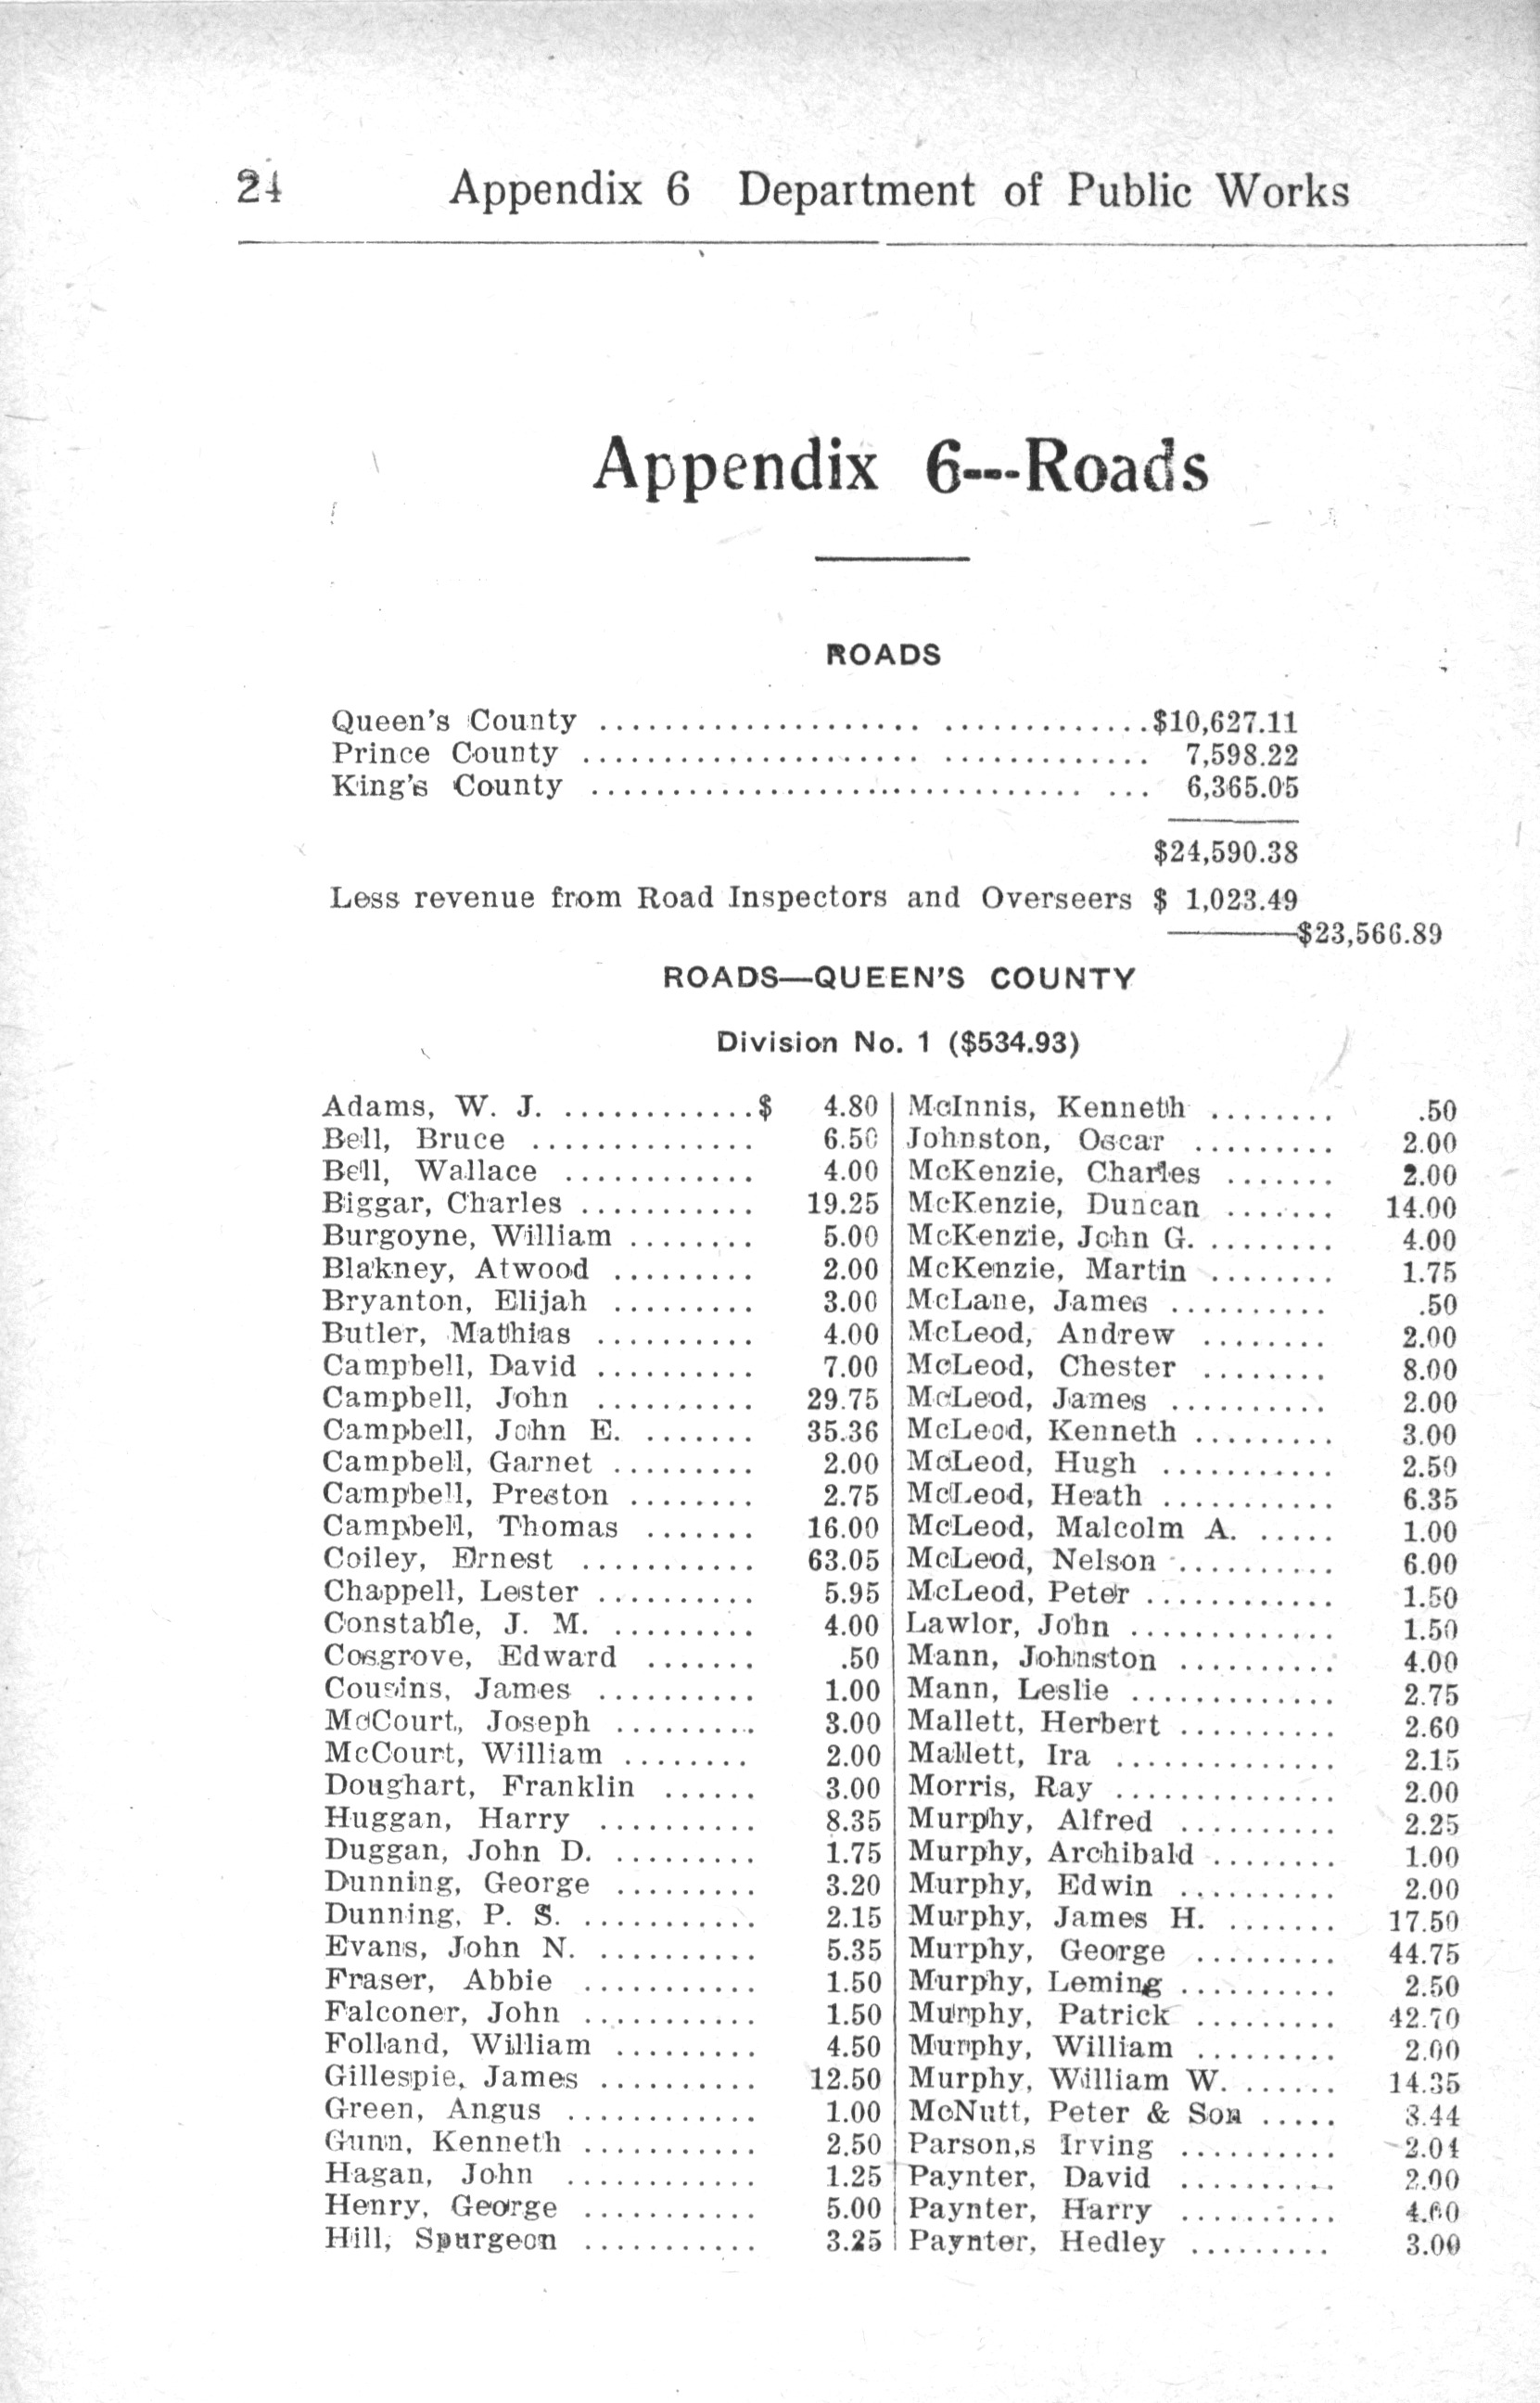 24 Appendix 6 Department of Public Works
Appendix 6---Roads
ROADS
Queen's County .................... .............$10,627.11
Prince County ..................... ............. 7,598.22
King's County .............................. ... 6,365.05
$24,590.38
Less revenue from Road Inspectors and Overseers $ 1,023.49
$23,566.89
ROADS—QUEEN'S COUNTY
Division No. 1 ($534.93)
Adams, W. J. ............$ 4.80
Bell, Bruce .............. 6.50
Bell, Wallace ............ 4.00
Biggar, Charles ........... 19.25
Burgoyne, William ........ 5.00
Blakney, Atwood ......... 2.00
Bryanton, Elijah ......... 3.00
Butler, Mathias .......... 4.00
Campbell, David .......... 7.00
Campbell, John .......... 29.75
Campbell, John E. ....... 35.36
Campbell, Garnet ......... 2.00
Campbell, Preston ........ 2.75
Campbell, Thomas ....... 16.00
Coiley, Ernest ........... 63.05
Chappell, Lester .......... 5.95
Constable, J. M. ......... 4.00
Cosgrove, Edward ....... .50
Cousins, James .......... 1.00
McCourt, Joseph ......... 3.00
McCourt, William ........ 2.00
Doughart, Franklin ...... 3.00
Huggan, Harry .......... 8.35
Duggan, John D. ......... 1.75
Dunning, George ......... 3.20
Dunning, P. S. ........... 2.15
Evans, John N. .......... 5.35
Fraser, Abbie ........... 1.50
Falconer, John ........... 1.50
Folland, William ......... 4.50
Gillespie, James .......... 12.50
Green, Angus ............ 1.00
Gunn, Kenneth ........... 2.50
Hagan, John ............ 1.25
Henry, George ........... 5.00
Hill, Spurgeon ........... 3.25
McInnis, Kenneth ........ .50
Johnston, Oscar ......... 2.00
McKenzie, Charles ....... 2.00
McKenzie, Duncan ....... 14.00
McKenzie, John G. ........ 4.00
McKenzie, Martin ........ 1.75
McLane, James .......... .50
McLeod, Andrew ........ 2.00
McLeod, Chester ........ 8.00
McLeod, James .......... 2.00
McLeod, Kenneth ......... 3.00
McLeod, Hugh ........... 2.50
McLeod, Heath ........... 6.35
McLeod, Malcolm A. ..... 1.00
McLeod, Nelson .......... 6.00
McLeod, Peter ............ 1.50
Lawlor, John ............. 1.50
Mann, Johnston .......... 4.00
Mann, Leslie ............. 2.75
Mallett, Herbert .......... 2.60
Mallett, Ira .............. 2.15
Morris, Ray .............. 2.00
Murphy, Alfred .......... 2.25
Murphy, Archibald ........ 1.00
Murphy, Edwin .......... 2.00
Murphy, James H. ....... 17.50
Murphy, George ......... 44.75
Murphy, Leming .......... 2.50
Murphy, Patrick ......... 42.70
Murphy, William ......... 2.00
Murphy, William W. ...... 14.35
McNutt, Peter & Son ..... 3.44
Parson,s Irving .......... 2.04
Paynter, David .......... 2.00
Paynter, Harry .......... 4.60
Paynter, Hedley ......... 3.00